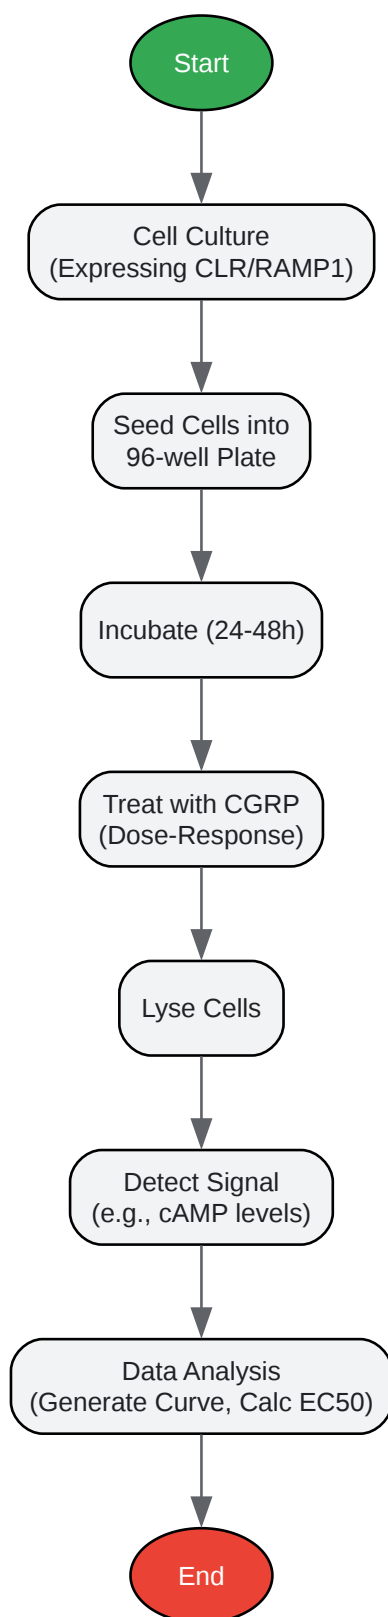 Start
Cell Culture
(Expressing CLR/RAMP1)
Seed Cells into
96-well Plate
Incubate (24-48h)
Treat with CGRP
(Dose-Response)
Lyse Cells
Detect Signal
(e.g., cAMP levels)
Data Analysis
(Generate Curve, Calc EC50)
End